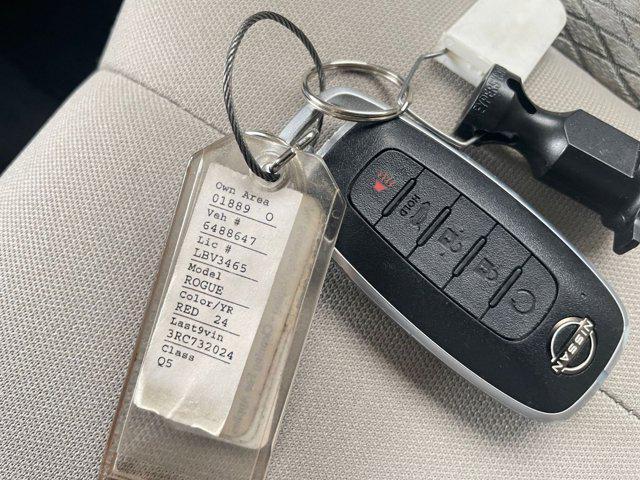 Own Area
01889 O
Veh #
6488647
Lic #
LBV3465
Model
ROGUE
Color/YR
RED 24
Last9vin
3RC732024
Class
Q5
HOLD
NISSAN